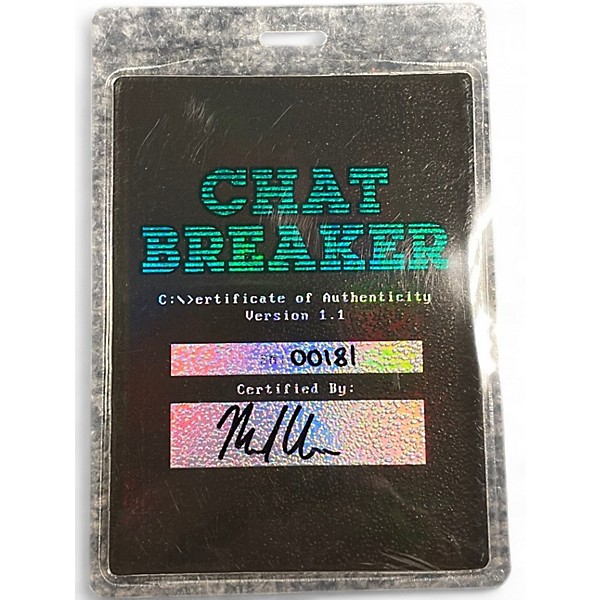 CHAT
BREAKER
C:\>ertificate of Authenticity
Version 1.1
00181
Certified By: